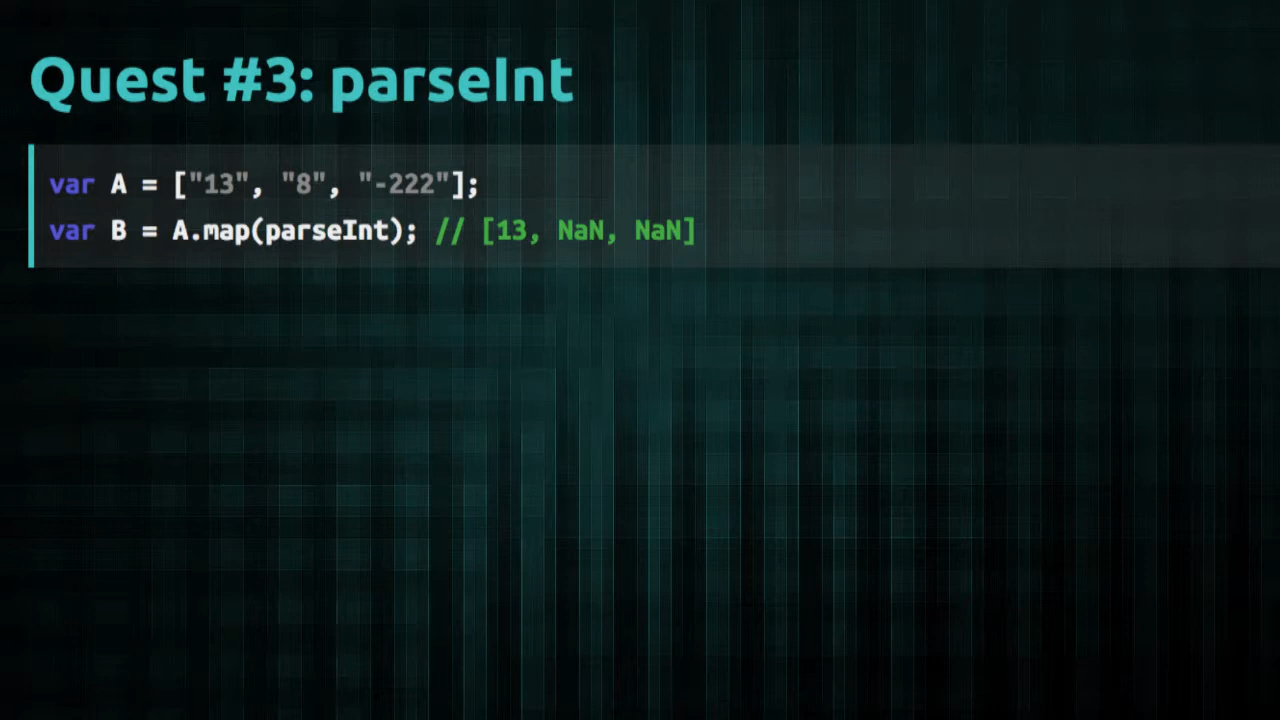 Quest #3: parseInt
var A = ["13", "8", "-222"];
var B = A.map(parseInt); // [13, NaN, NaN]